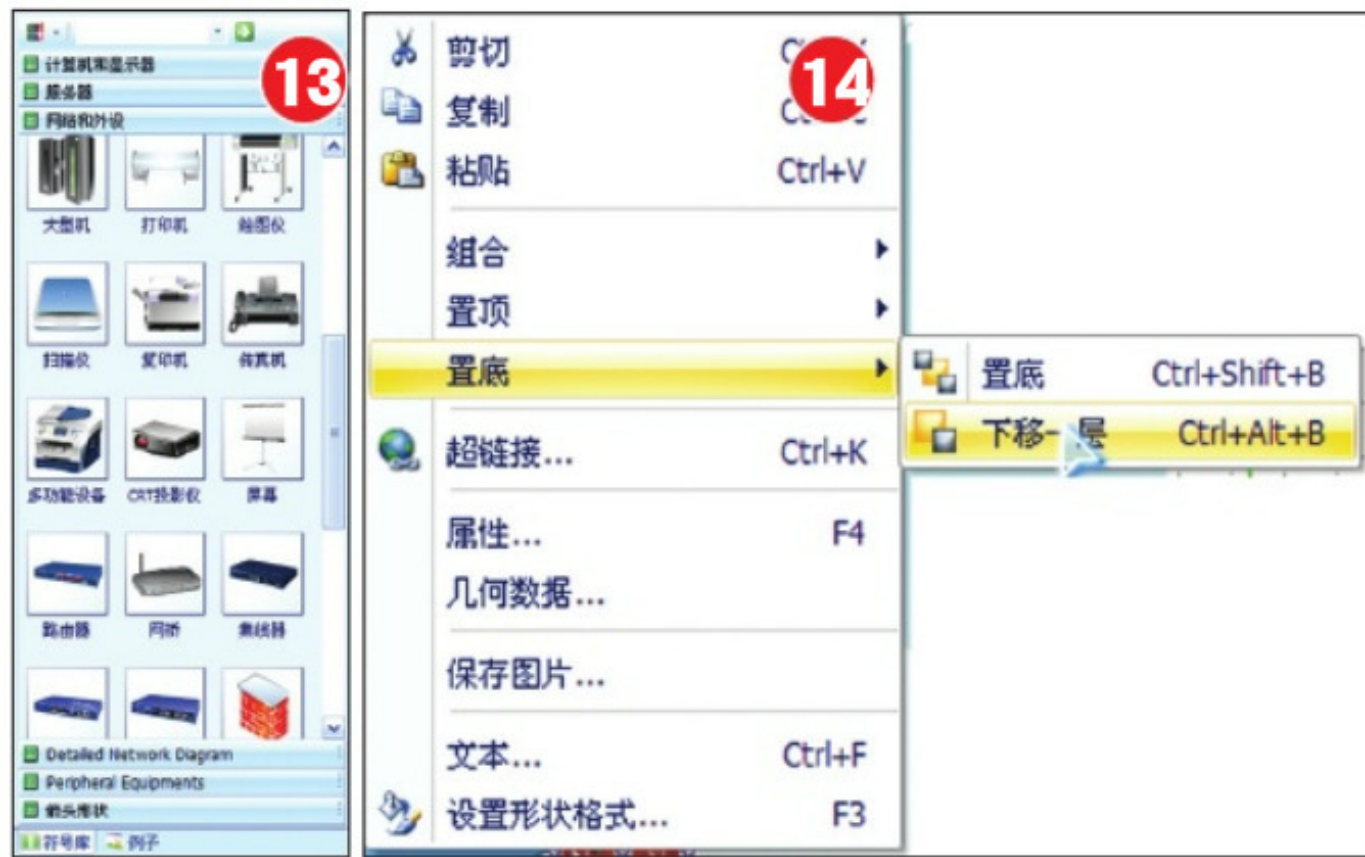 13
计算机和显示器
服务器
网络和外设
大型机 打印机 绘图仪
扫描仪 复印机 传真机
多功能设备 CRT投影仪 屏幕
路由器 网桥 集线器
Detailed Network Diagram
Peripheral Equipments
箭头形状
符号库 例子
14
剪切
复制
粘贴 Ctrl+V
组合
置顶
置底
置底 Ctrl+Shift+B
下移一层 Ctrl+Alt+B
超链接... Ctrl+K
属性... F4
几何数据...
保存图片...
文本... Ctrl+F
设置形状格式... F3